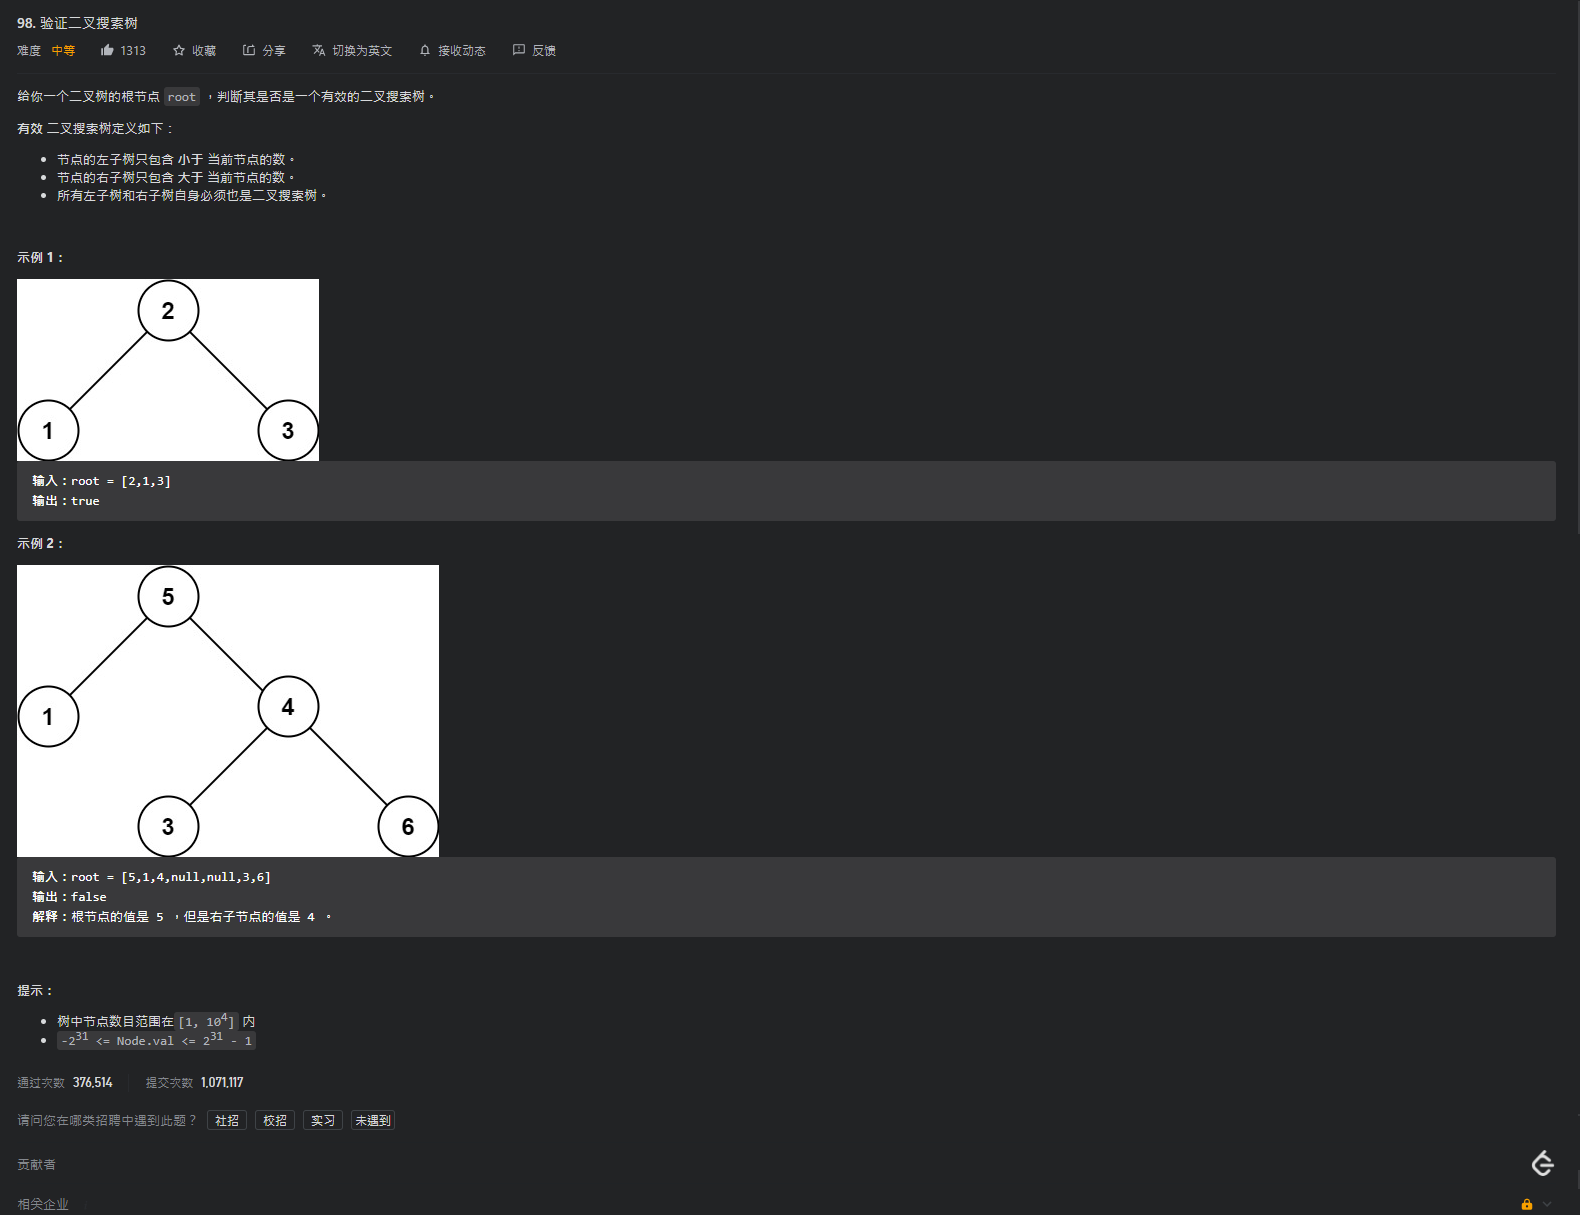 98. 验证二叉搜索树
难度 中等 1313 收藏 分享 切换为英文 接收动态 反馈
给你一个二叉树的根节点 root ，判断其是否是一个有效的二叉搜索树。
有效 二叉搜索树定义如下：
节点的左子树只包含 小于 当前节点的数。
节点的右子树只包含 大于 当前节点的数。
所有左子树和右子树自身必须也是二叉搜索树。
示例 1：
2
1 3
输入：root = [2,1,3]
输出：true
示例 2：
5
1 4
3 6
输入：root = [5,1,4,null,null,3,6]
输出：false
解释：根节点的值是 5 ，但是右子节点的值是 4 。
提示：
树中节点数目范围在[1, 10⁴] 内
-2³¹ <= Node.val <= 2³¹ - 1
通过次数 376,514 提交次数 1,071,117
请问您在哪类招聘中遇到此题？ 社招 校招 实习 未遇到
贡献者
相关企业